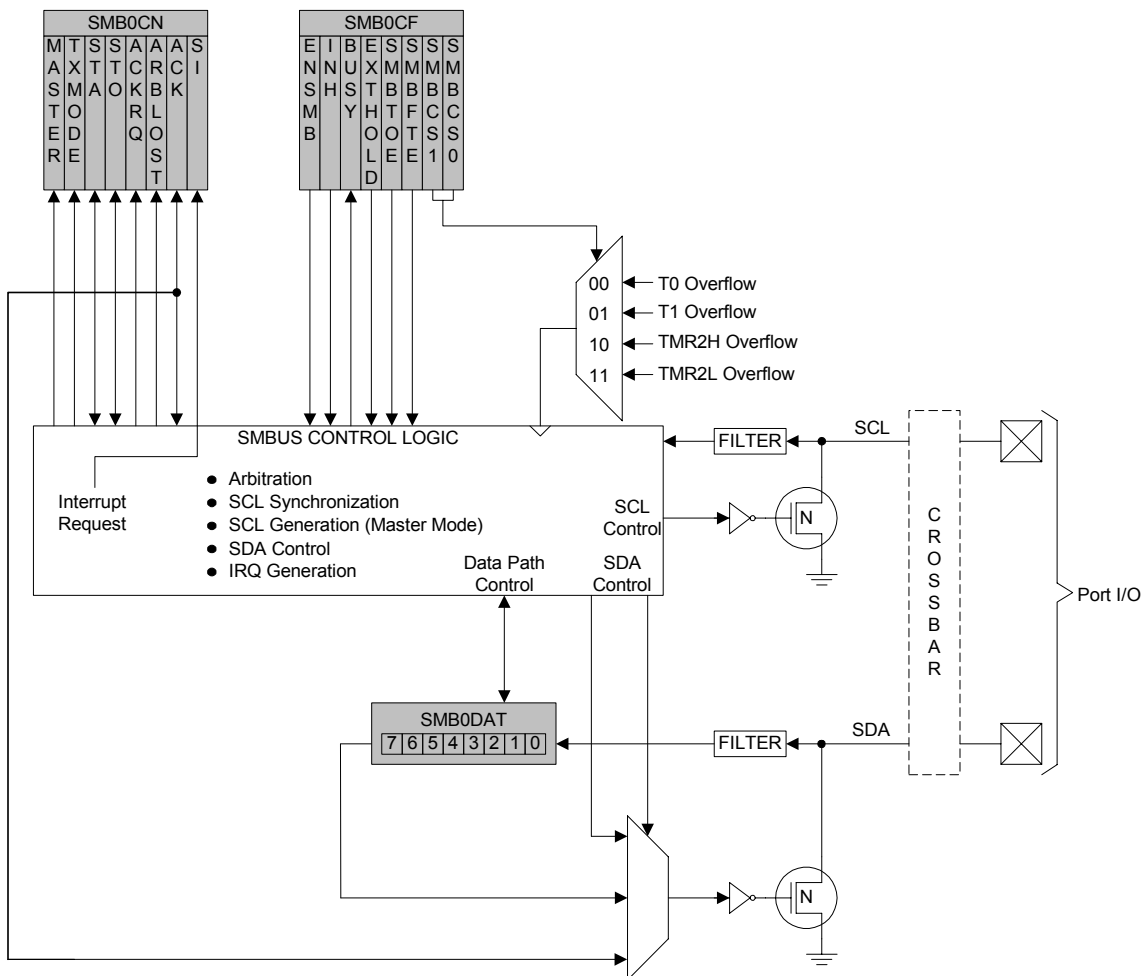 SMB0CN
MASTER
TXMODE
STA
STO
ACKRQ
ARBLOST
ACK
SI
SMB0CF
ENSMB
INH
BUSY
EXTHOLD
SMBTOE
SMBFTE
SMBCS1
SMBCS0
00
T0 Overflow
01
T1 Overflow
10
TMR2H Overflow
11
TMR2L Overflow
SMBUS CONTROL LOGIC
● Arbitration
● SCL Synchronization
● SCL Generation (Master Mode)
● SDA Control
● IRQ Generation
Interrupt
Request
SCL
Control
Data Path
Control
SDA
Control
FILTER
SCL
N
CROSSBAR
Port I/O
SMB0DAT
7 6 5 4 3 2 1 0
FILTER
SDA
N